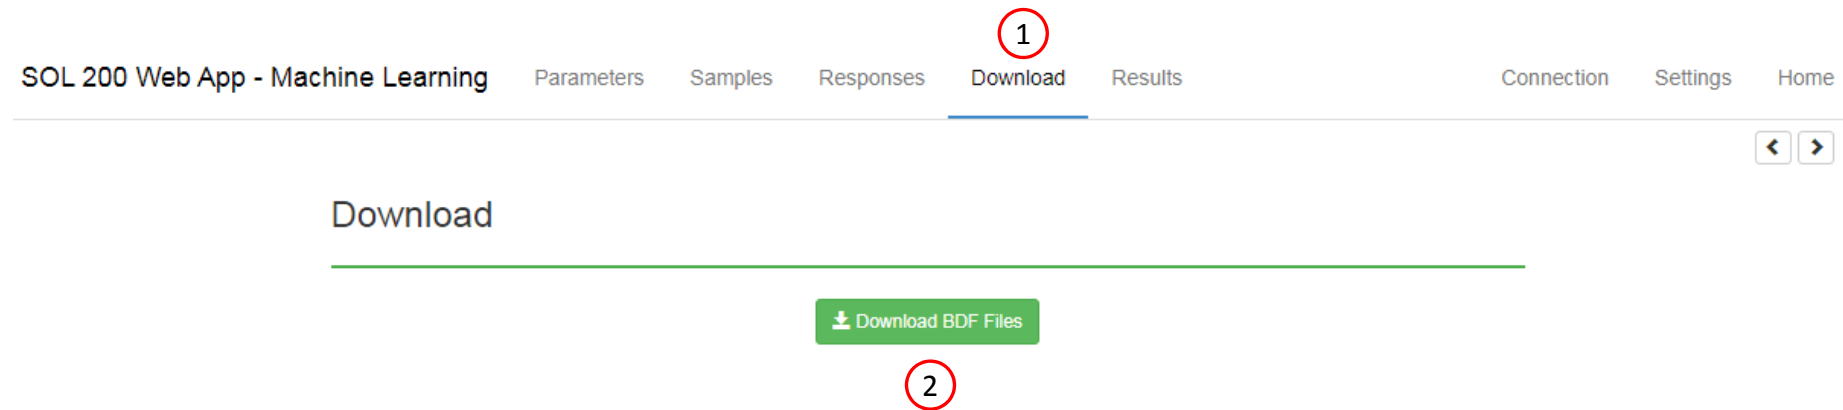 1
SOL 200 Web App - Machine Learning Parameters Samples Responses Download Results Connection Settings Home
Download
Download BDF Files
2